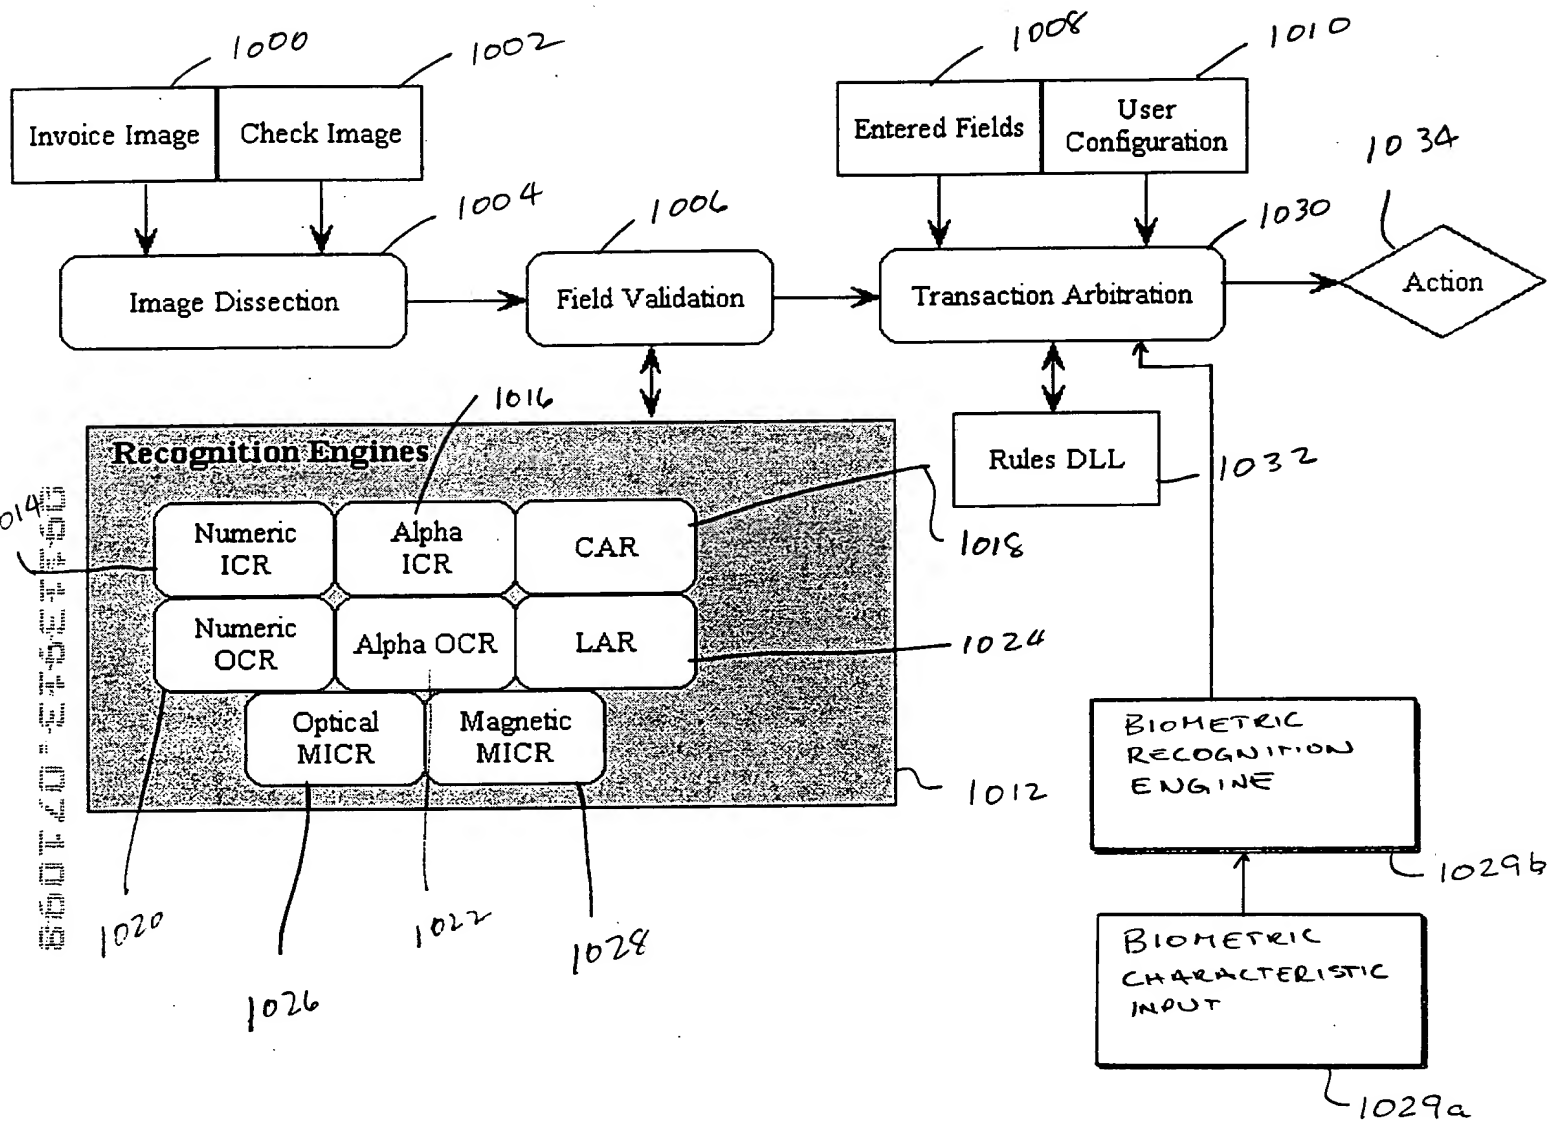 1000
1002
1008
1010
Invoice Image
Check Image
Entered Fields
User
Configuration
1034
1004
1006
1030
Image Dissection
Field Validation
Transaction Arbitration
Action
1016
Recognition Engines
Rules DLL
1032
014
Numeric
ICR
Alpha
ICR
CAR
1018
Numeric
OCR
Alpha OCR
LAR
1024
Optical
MICR
Magnetic
MICR
1012
BIOMETRIC
RECOGNITION
ENGINE
1029b
1020
1022
1028
1026
BIOMETRIC
CHARACTERISTIC
INPUT
1029a